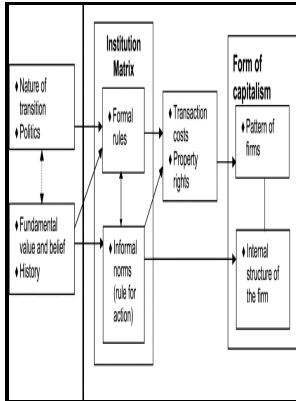 Institution
Matrix
Form of
capitalism
♦ Nature of
transition
♦ Politics
♦ Formal
rules
♦ Transaction
costs
♦ Property
rights
♦ Pattern of
firms
♦ Fundamental
value and belief
♦ History
♦ Informal
norms
(rule for
action)
♦ Internal
structure of
the firm